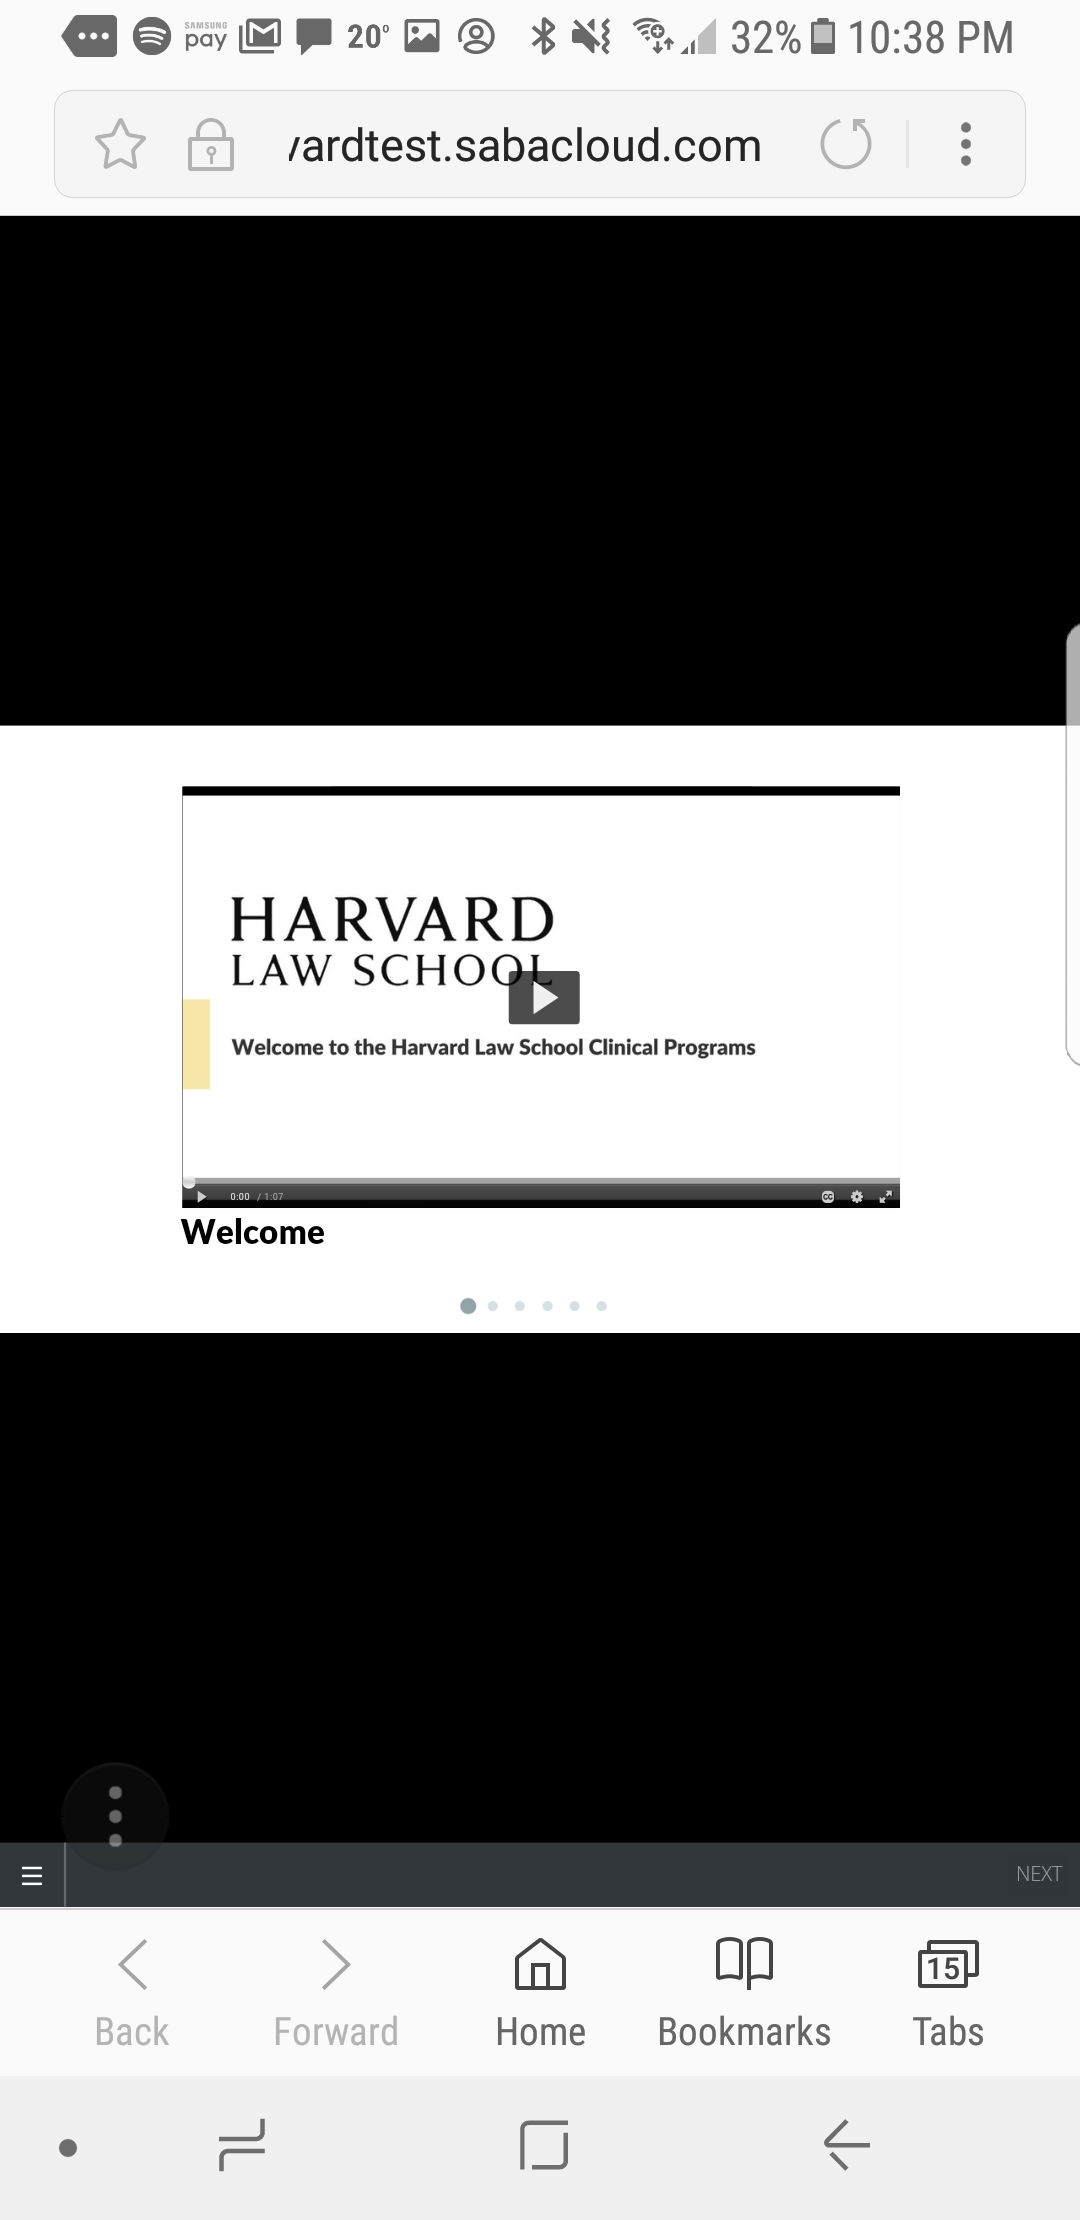 SAMSUNG
pay
20° 32% 10:38 PM
/ardtest.sabacloud.com
HARVARD
LAW SCHOOL
Welcome to the Harvard Law School Clinical Programs
0:00 / 1:07
CC
Welcome
NEXT
15
Back Forward Home Bookmarks Tabs